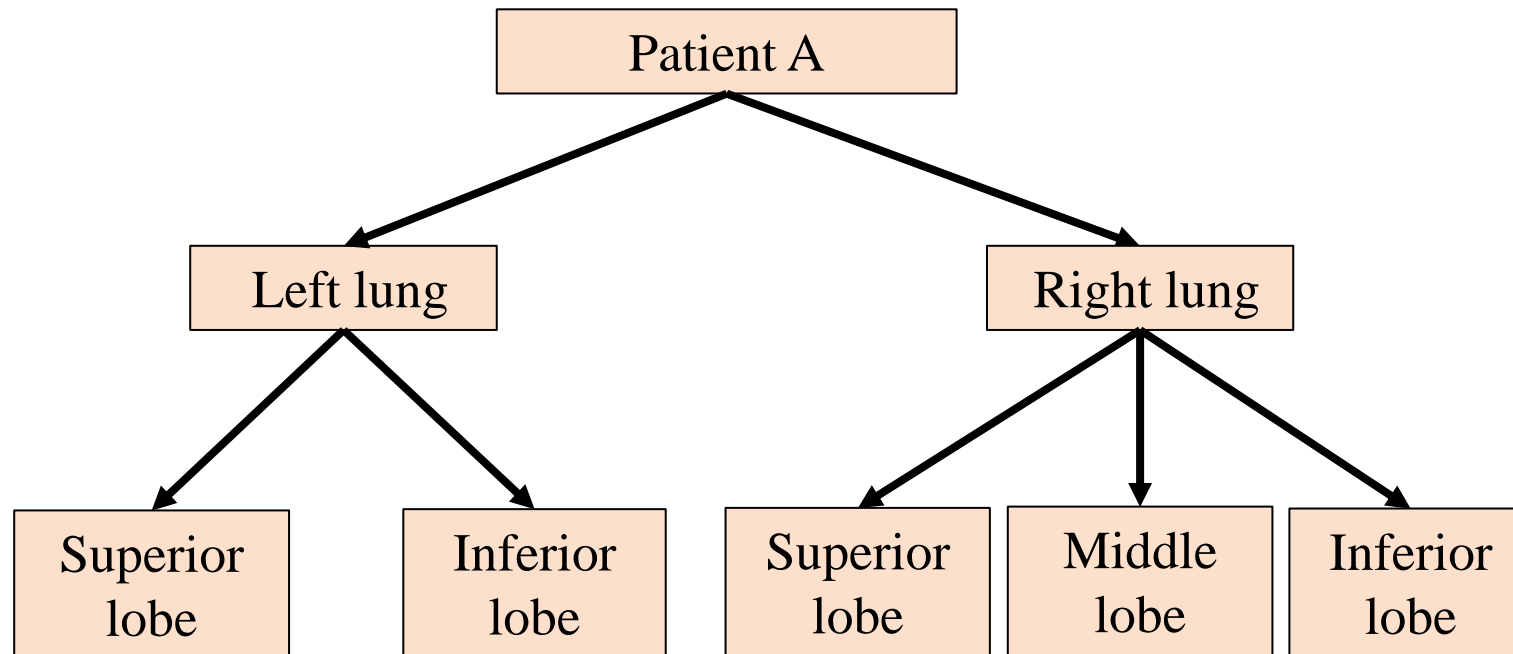 Patient A
Left lung
Right lung
Superior
lobe
Inferior
lobe
Superior
lobe
Middle
lobe
Inferior
lobe